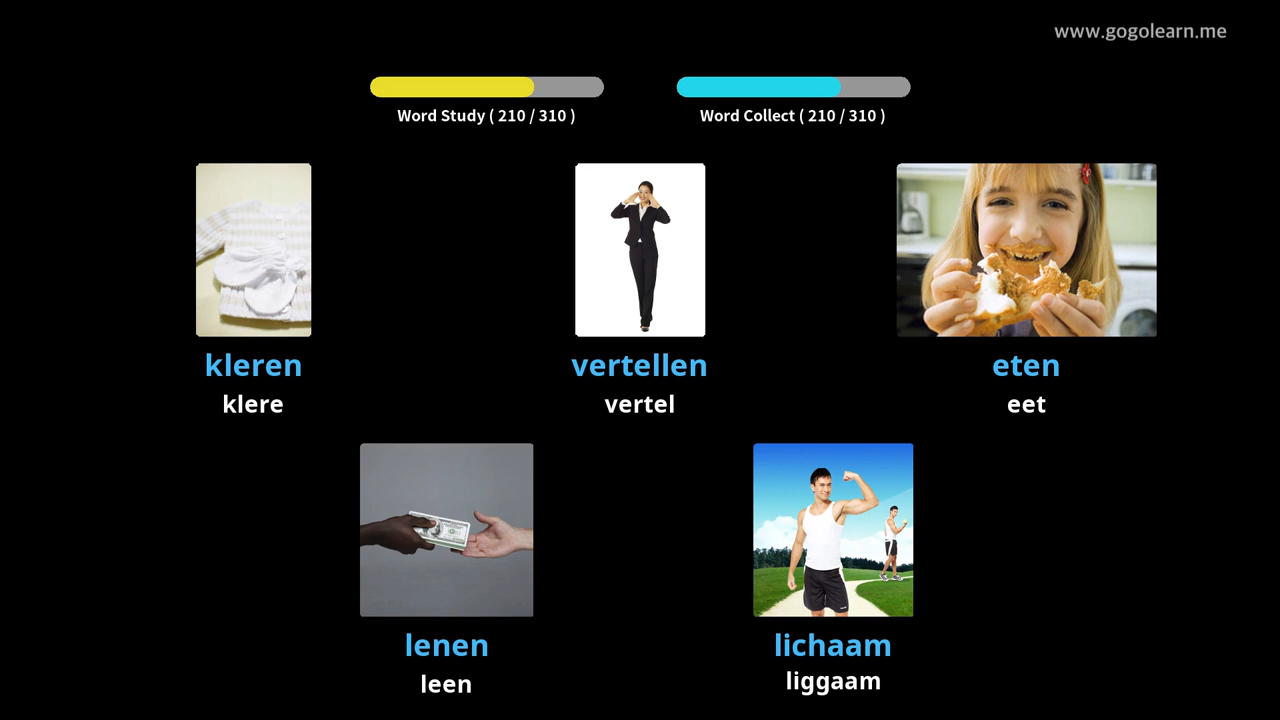 www.gogolearn.me
Word Study ( 210 / 310 )
Word Collect ( 210 / 310 )
kleren
klere
vertellen
vertel
eten
eet
lenen
leen
lichaam
liggaam